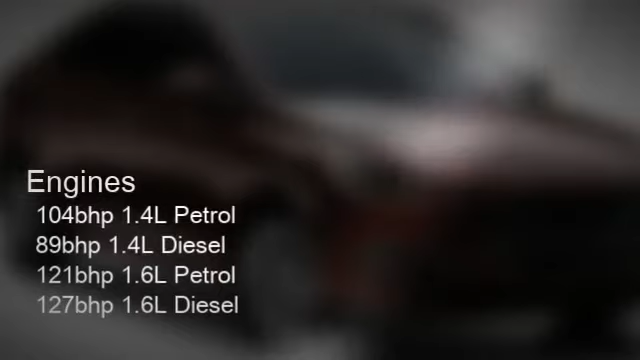 Engines
104bhp 1.4L Petrol
89bhp 1.4L Diesel
121bhp 1.6L Petrol
127bhp 1.6L Diesel